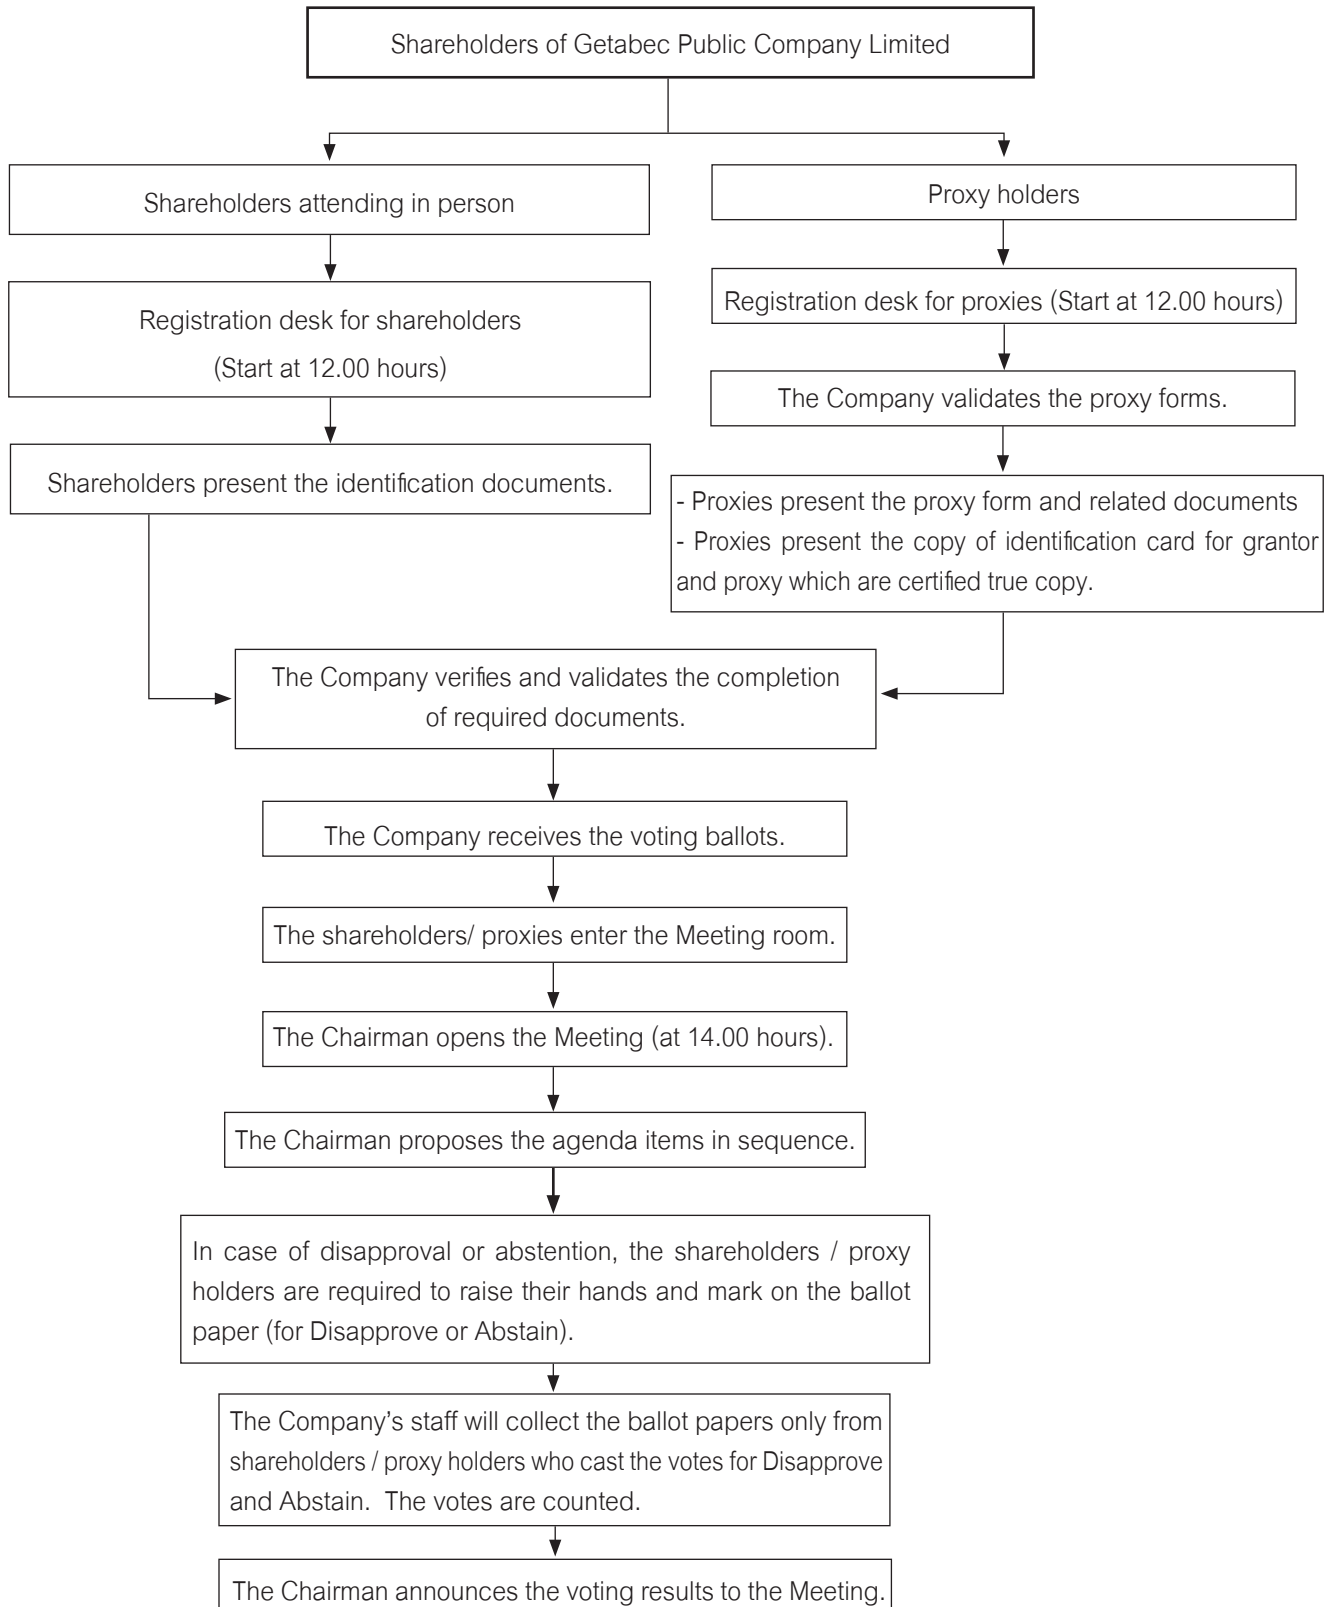 Shareholders of Getabec Public Company Limited
Shareholders attending in person
Proxy holders
Registration desk for shareholders
(Start at 12.00 hours)
Registration desk for proxies (Start at 12.00 hours)
The Company validates the proxy forms.
Shareholders present the identification documents.
- Proxies present the proxy form and related documents
- Proxies present the copy of identification card for grantor
and proxy which are certified true copy.
The Company verifies and validates the completion
of required documents.
The Company receives the voting ballots.
The shareholders/ proxies enter the Meeting room.
The Chairman opens the Meeting (at 14.00 hours).
The Chairman proposes the agenda items in sequence.
In case of disapproval or abstention, the shareholders / proxy
holders are required to raise their hands and mark on the ballot
paper (for Disapprove or Abstain).
The Company's staff will collect the ballot papers only from
shareholders / proxy holders who cast the votes for Disapprove
and Abstain.  The votes are counted.
The Chairman announces the voting results to the Meeting.